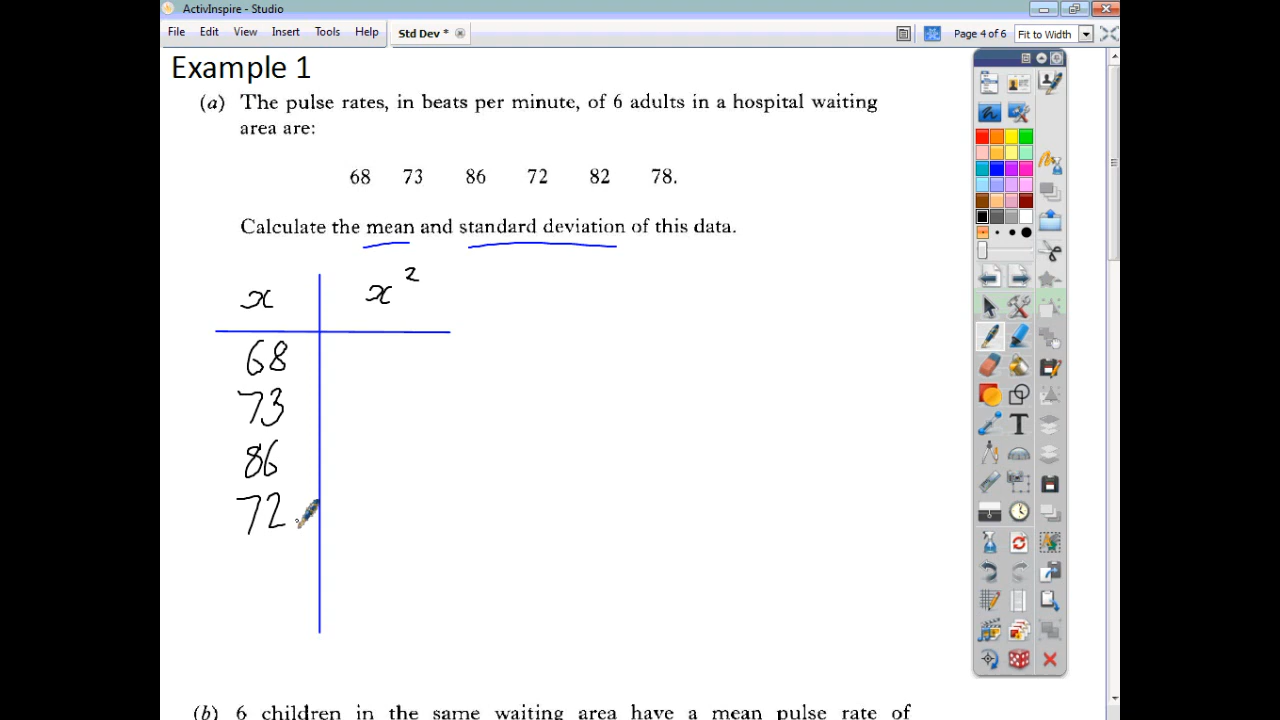 ActivInspire - Studio
File Edit View Insert Tools Help Std Dev * Page 4 of 6 Fit to Width
Example 1
(a) The pulse rates, in beats per minute, of 6 adults in a hospital waiting
area are:
68 73 86 72 82 78.
Calculate the mean and standard deviation of this data.
x x²
68
73
86
72
(b) 6 children in the same waiting area have a mean pulse rate of